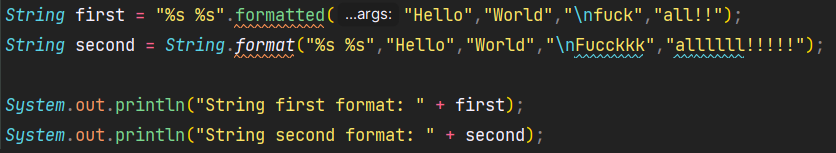 String first = "%s %s".formatted( ...args: "Hello","World","\nfuck","all!!");
String second = String.format("%s %s","Hello","World","\nFucckkk","allllll!!!!!");
System.out.println("String first format: " + first);
System.out.println("String second format: " + second);